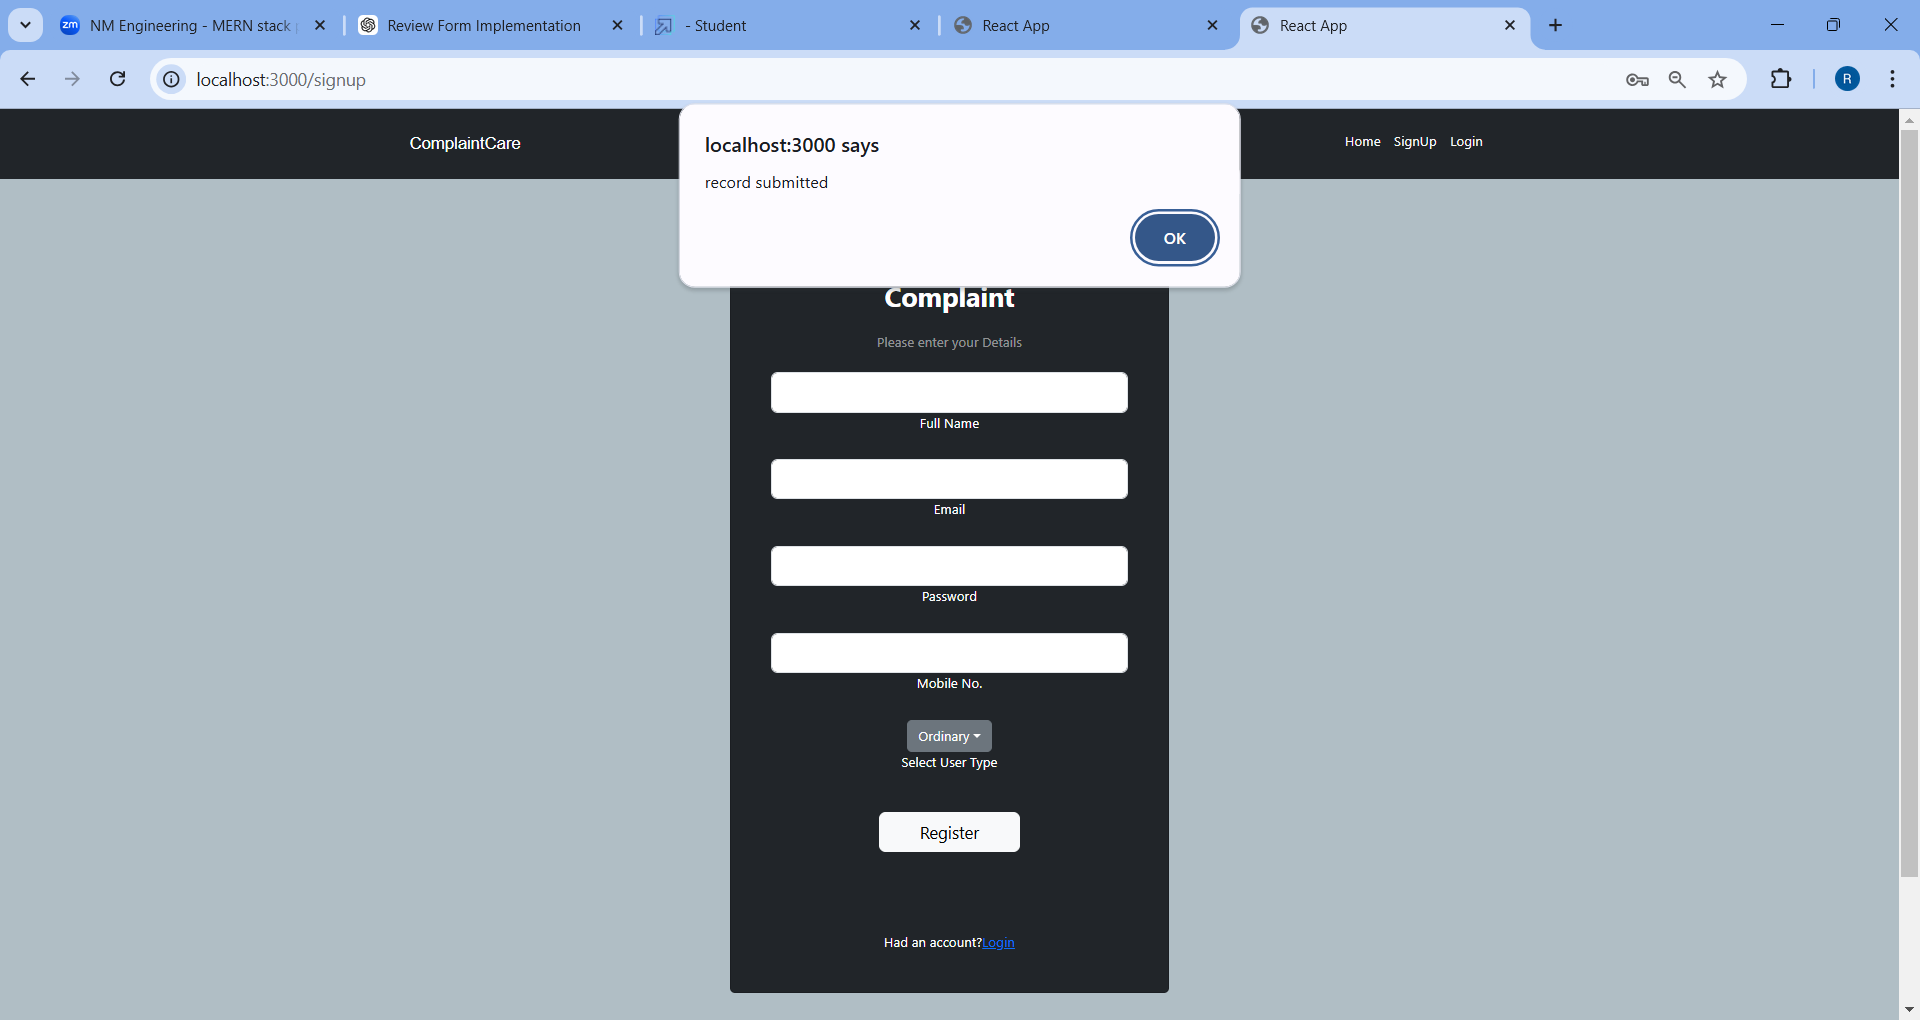 zm NM Engineering - MERN stack
Review Form Implementation
- Student
React App
React App
localhost:3000/signup
R
ComplaintCare
Home SignUp Login
localhost:3000 says
record submitted
OK
Complaint
Please enter your Details
Full Name
Email
Password
Mobile No.
Ordinary
Select User Type
Register
Had an account?Login